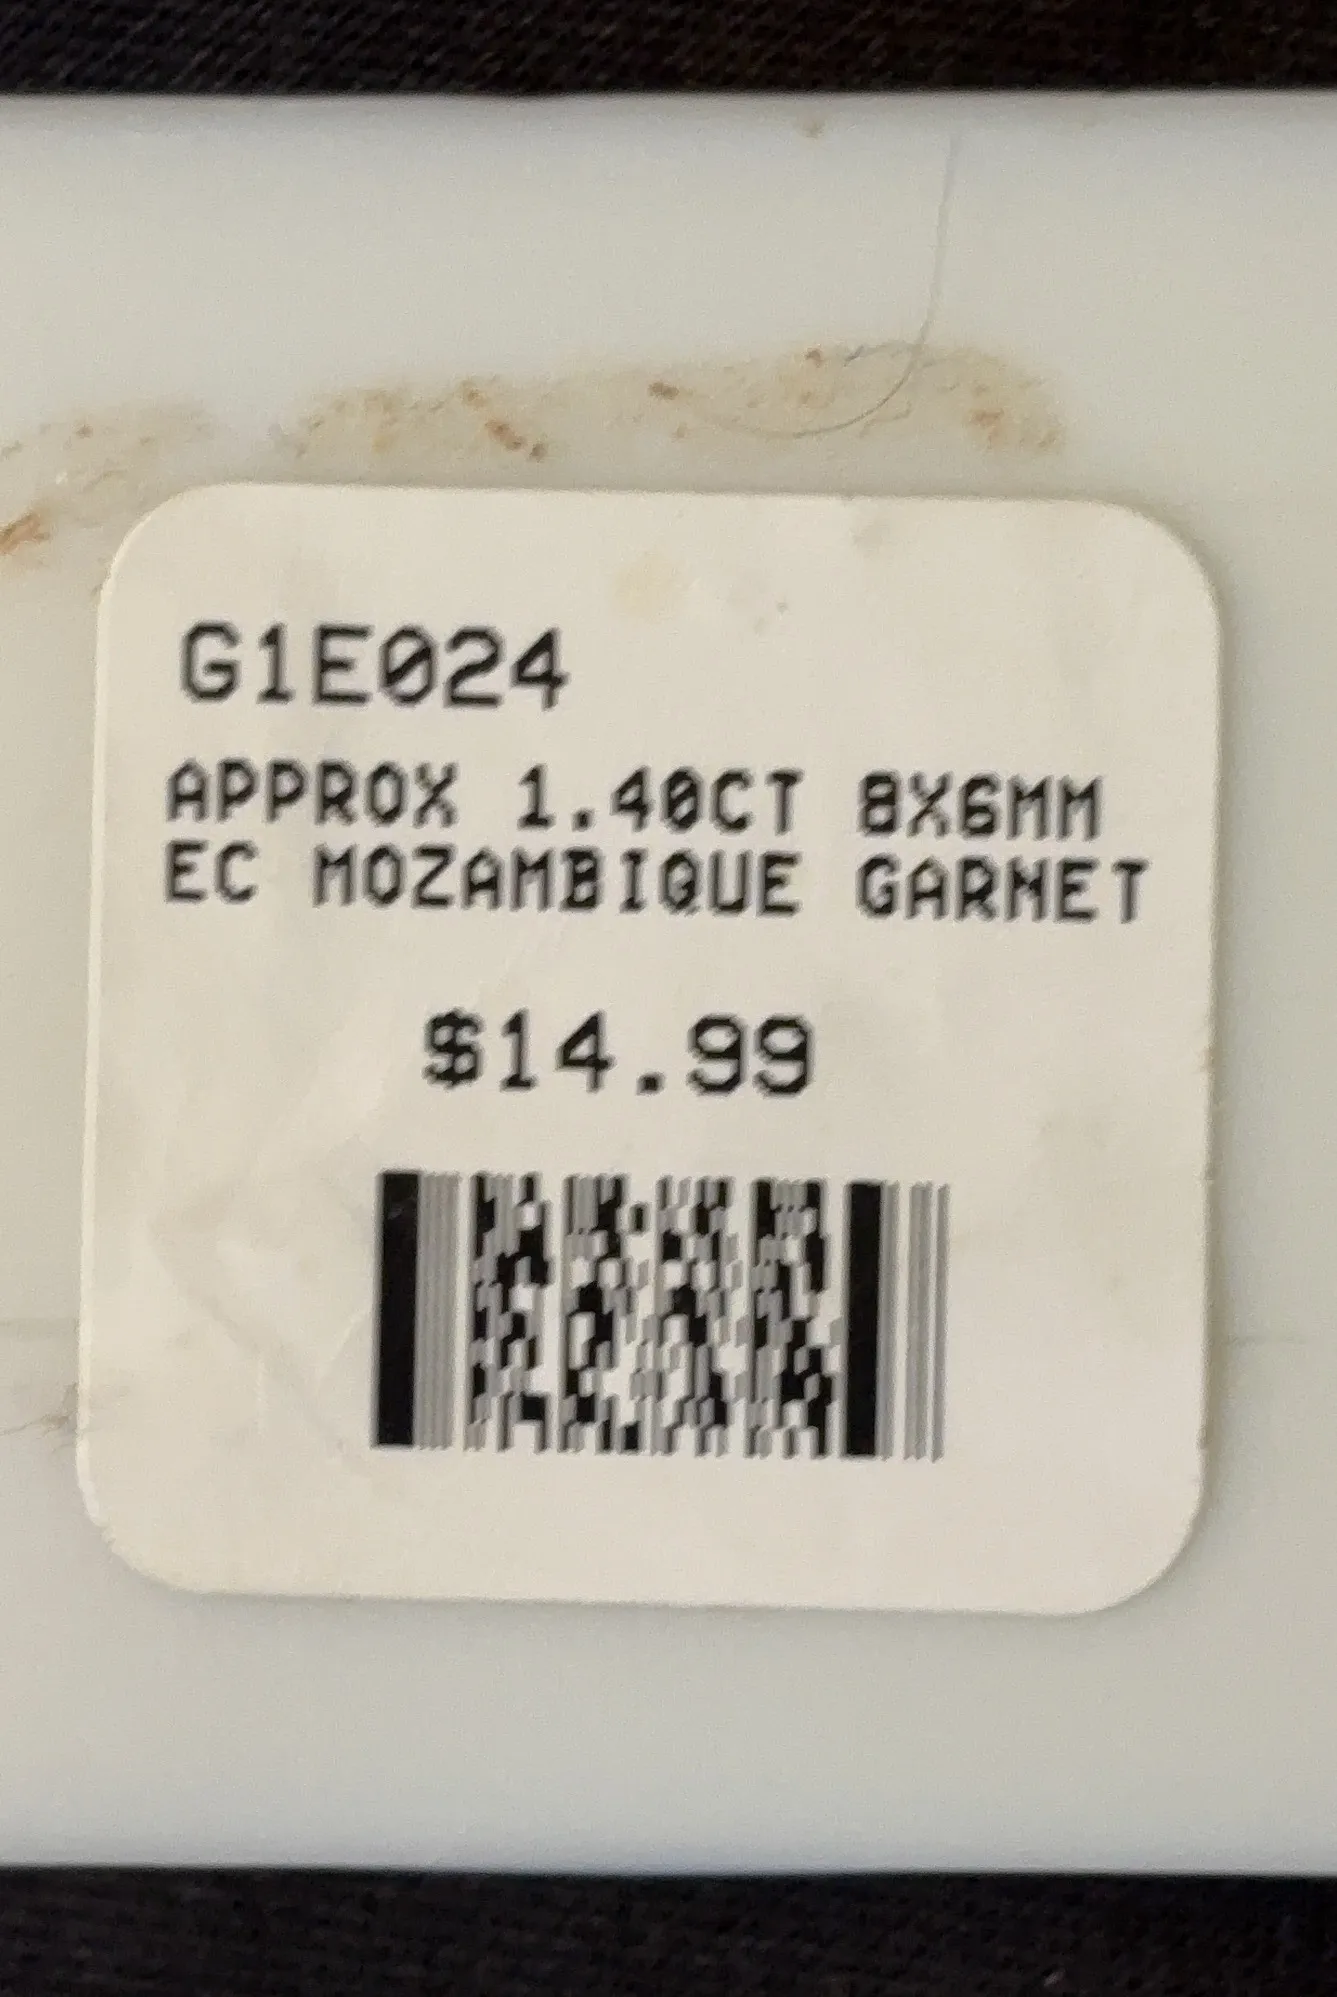 G1E024
APPROX 1.40CT 8X6MM
EC MOZAMBIQUE GARNET
$14.99